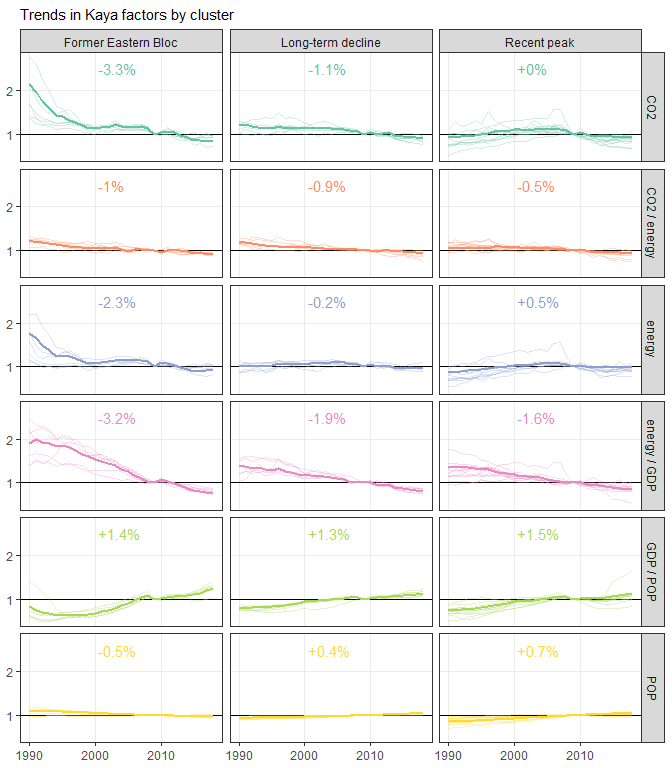 Trends in Kaya factors by cluster
Former Eastern Bloc Long-term decline Recent peak
-3.3% -1.1% +0%
2
1
CO2
-1% -0.9% -0.5%
2
1
CO2 / energy
-2.3% -0.2% +0.5%
2
1
energy
-3.2% -1.9% -1.6%
2
1
energy / GDP
+1.4% +1.3% +1.5%
2
1
GDP / POP
-0.5% +0.4% +0.7%
2
1
POP
1990 2000 2010 1990 2000 2010 1990 2000 2010